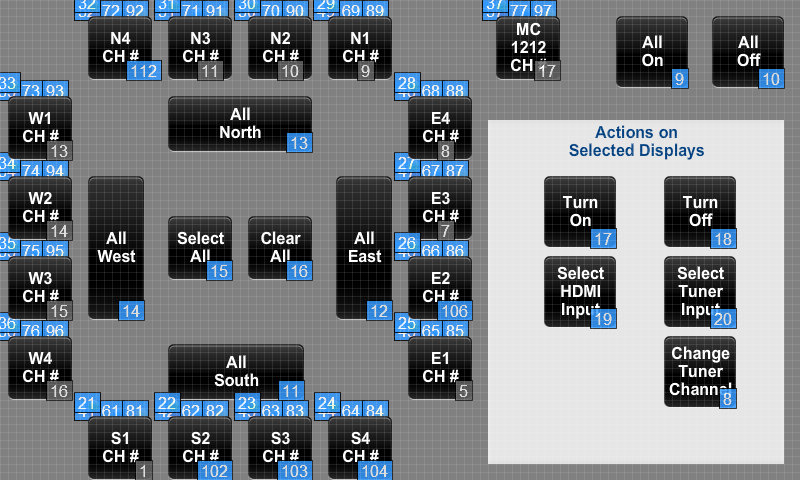 32 72 92
31 71 91
30 70 90
29 69 89
37 77 97
N4
CH #
112
N3
CH #
11
N2
CH #
10
N1
CH #
9
MC
1212
CH #
17
All
On
9
All
Off
10
33 73 93
W1
CH #
13
All
North
13
28 68 88
E4
CH #
8
Actions on
Selected Displays
34 74 94
W2
CH #
14
All
West
14
Select
All
15
Clear
All
16
All
East
12
27 67 87
E3
CH #
7
Turn
On
17
Turn
Off
18
35 75 95
W3
CH #
15
26 66 86
E2
CH #
106
Select
HDMI
Input
19
Select
Tuner
Input
20
36 76 96
W4
CH #
16
All
South
11
25 65 85
E1
CH #
5
Change
Tuner
Channel
8
21 61 81
22 62 82
23 63 83
24 64 84
S1
CH #
1
S2
CH #
102
S3
CH #
103
S4
CH #
104